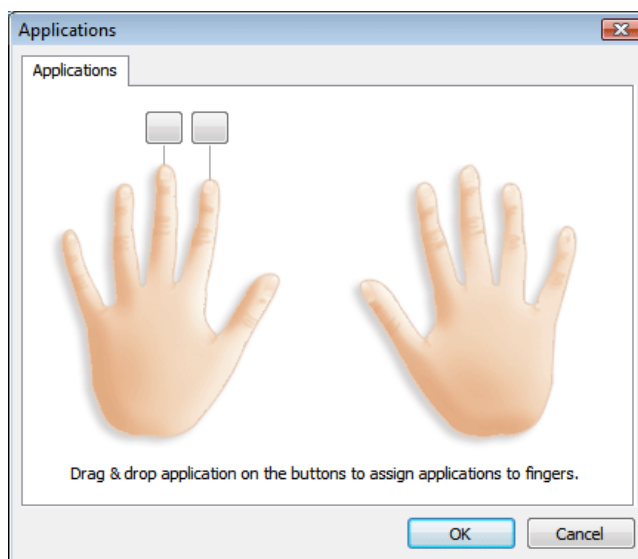 Applications
Applications
Drag & drop application on the buttons to assign applications to fingers.
OK
Cancel